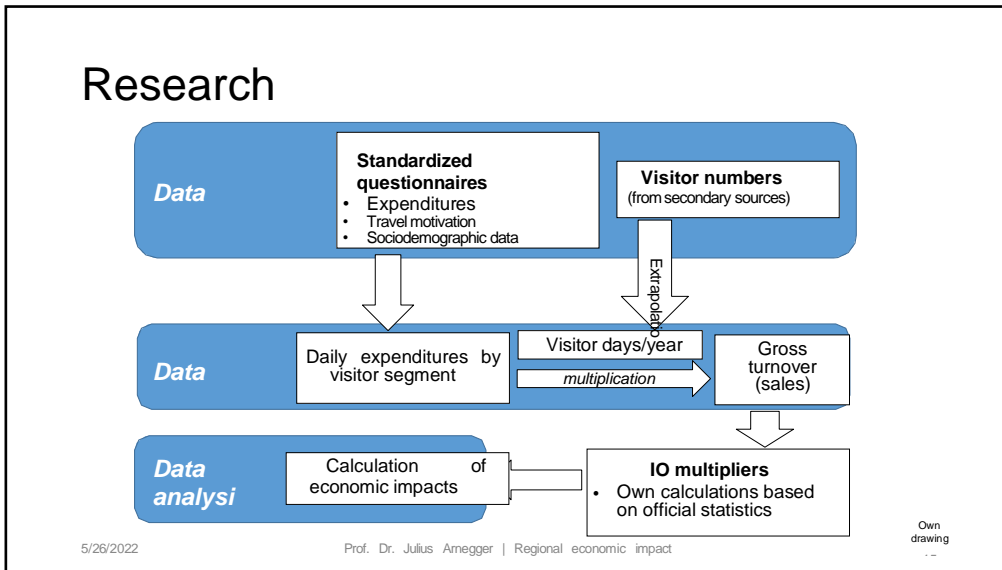 Research
Data
Standardized
questionnaires
• Expenditures
• Travel motivation
• Sociodemographic data
Visitor numbers
(from secondary sources)
Extrapolatio
Data
Daily expenditures by
visitor segment
Visitor days/year
multiplication
Gross
turnover
(sales)
Data
analysi
Calculation of
economic impacts
IO multipliers
• Own calculations based
on official statistics
5/26/2022
Prof. Dr. Julius Arnegger | Regional economic impact
Own
drawing